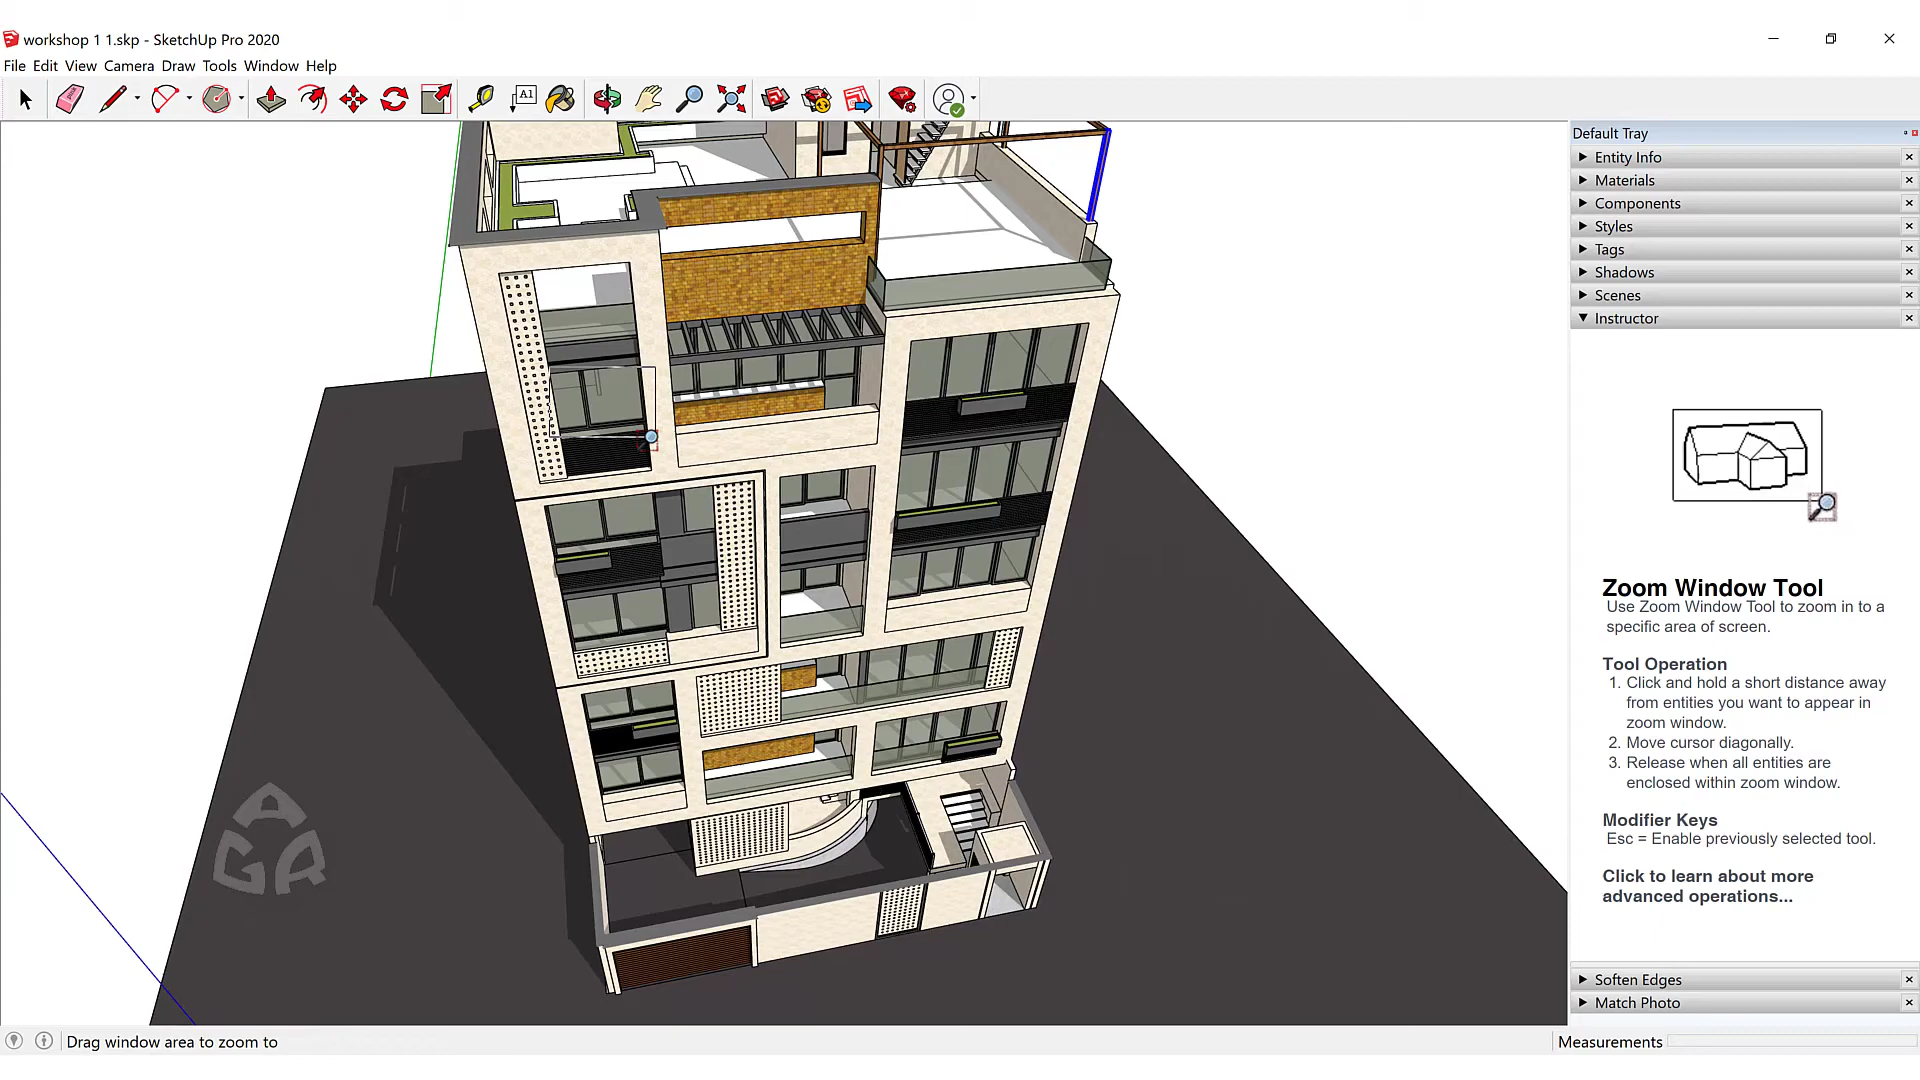 workshop 1 1.skp - SketchUp Pro 2020
File Edit View Camera Draw Tools Window Help
A1
Default Tray
Entity Info
Materials
Components
Styles
Tags
Shadows
Scenes
Instructor
Zoom Window Tool
Use Zoom Window Tool to zoom in to a
specific area of screen.
Tool Operation
1. Click and hold a short distance away
from entities you want to appear in
zoom window.
2. Move cursor diagonally.
3. Release when all entities are
enclosed within zoom window.
Modifier Keys
Esc = Enable previously selected tool.
Click to learn about more
advanced operations...
AGA
Soften Edges
Match Photo
Drag window area to zoom to
Measurements